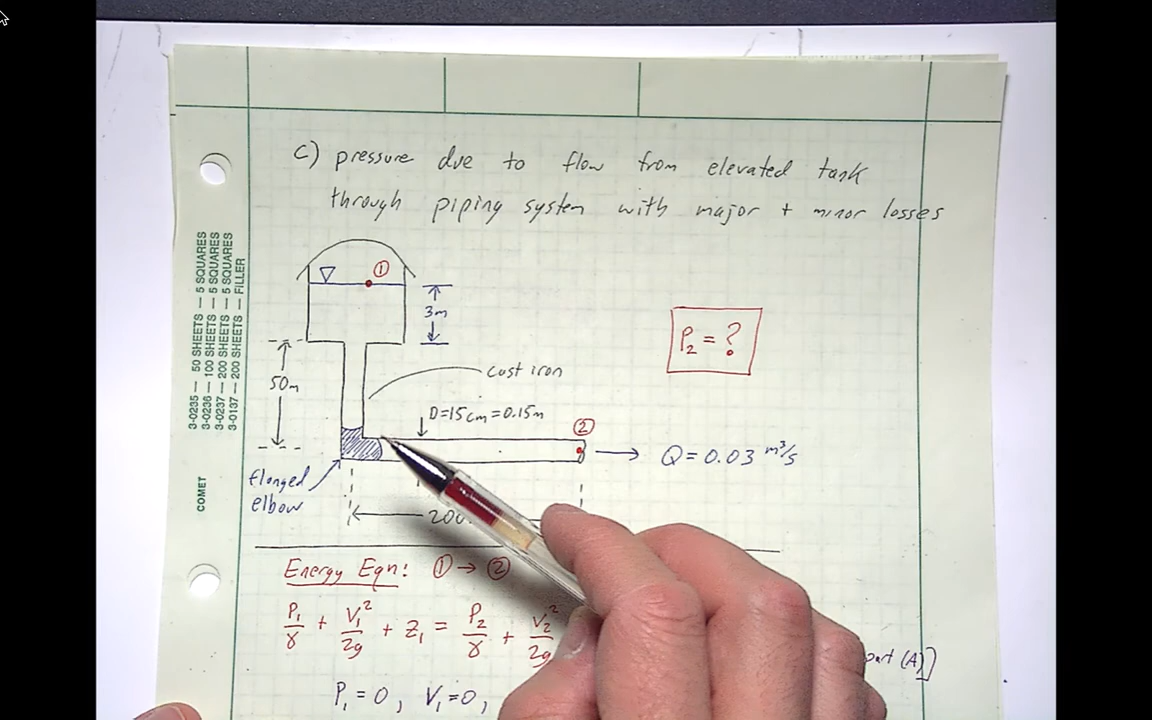 c) pressure due to flow from elevated tank
through piping system with major + minor losses
①
3m
P₂ = ?
50m
cast iron
D=15cm=0.15m
②
Q=0.03 m³/s
flanged
elbow
200
Energy Eqn: ① → ②
P₁/γ + V₁²/2g + Z₁ = P₂/γ + V₂²/2g
part (A)]
P₁ = 0, V₁=0,
3-0235 — 50 SHEETS — 5 SQUARES
3-0236 — 100 SHEETS — 5 SQUARES
3-0237 — 200 SHEETS — 5 SQUARES
3-0137 — 200 SHEETS — FILLER
COMET